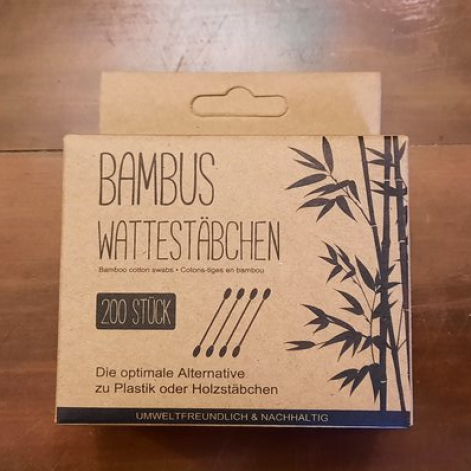 BAMBUS
WATTESTÄBCHEN
Bamboo cotton swabs • Cotons-tiges en bambou
200 STÜCK
Die optimale Alternative
zu Plastik oder Holzstäbchen
UMWELTFREUNDLICH & NACHHALTIG